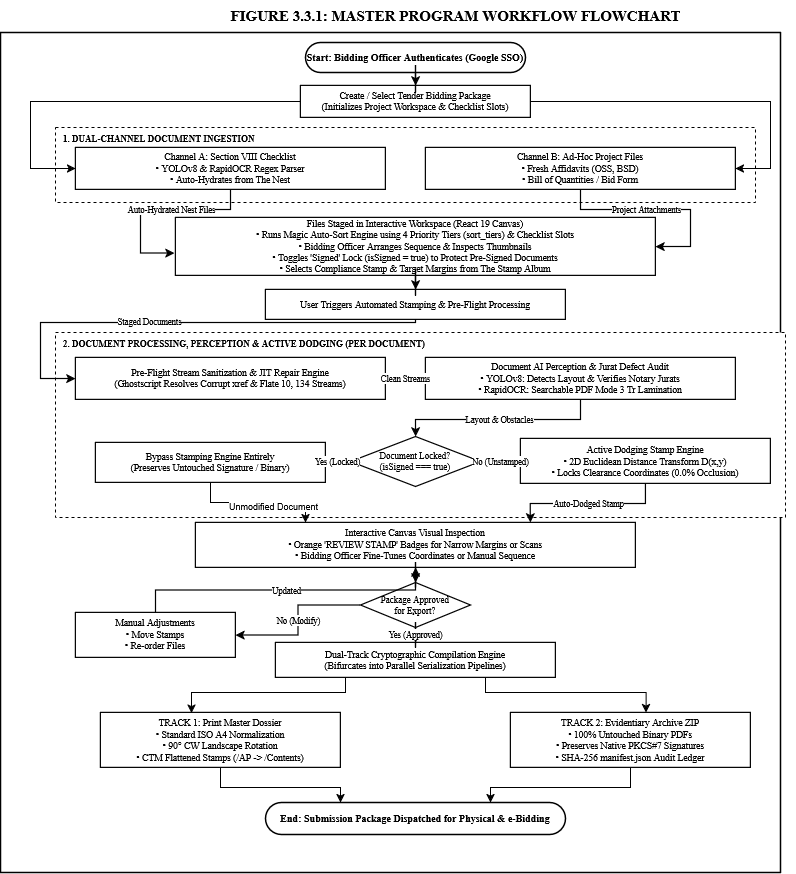 FIGURE 3.3.1: MASTER PROGRAM WORKFLOW FLOWCHART
Start: Bidding Officer Authenticates (Google SSO)
Create / Select Tender Bidding Package
(Initializes Project Workspace & Checklist Slots)
1. DUAL-CHANNEL DOCUMENT INGESTION
Channel A: Section VIII Checklist
• YOLOv8 & RapidOCR Regex Parser
• Auto-Hydrates from The Nest
Channel B: Ad-Hoc Project Files
• Fresh Affidavits (OSS, BSD)
• Bill of Quantities / Bid Form
Auto-Hydrated Nest Files
Project Attachments
Files Staged in Interactive Workspace (React 19 Canvas)
• Runs Magic Auto-Sort Engine using 4 Priority Tiers (sort_tiers) & Checklist Slots
• Bidding Officer Arranges Sequence & Inspects Thumbnails
• Toggles 'Signed' Lock (isSigned = true) to Protect Pre-Signed Documents
• Selects Compliance Stamp & Target Margins from The Stamp Album
User Triggers Automated Stamping & Pre-Flight Processing
Staged Documents
2. DOCUMENT PROCESSING, PERCEPTION & ACTIVE DODGING (PER DOCUMENT)
Pre-Flight Stream Sanitization & JIT Repair Engine
(Ghostscript Resolves Corrupt xref & Flate 10, 134 Streams)
Clean Streams
Document AI Perception & Jurat Defect Audit
• YOLOv8: Detects Layout & Verifies Notary Jurats
• RapidOCR: Searchable PDF Mode 3 Tr Lamination
Layout & Obstacles
Bypass Stamping Engine Entirely
(Preserves Untouched Signature / Binary)
Yes (Locked)
Document Locked?
(isSigned === true)
No (Unstamped)
Active Dodging Stamp Engine
• 2D Euclidean Distance Transform D(x,y)
• Locks Clearance Coordinates (0.0% Occlusion)
Unmodified Document
Auto-Dodged Stamp
Interactive Canvas Visual Inspection
• Orange 'REVIEW STAMP' Badges for Narrow Margins or Scans
• Bidding Officer Fine-Tunes Coordinates or Manual Sequence
Updated
Package Approved
for Export?
Manual Adjustments
• Move Stamps
• Re-order Files
No (Modify)
Yes (Approved)
Dual-Track Cryptographic Compilation Engine
(Bifurcates into Parallel Serialization Pipelines)
TRACK 1: Print Master Dossier
• Standard ISO A4 Normalization
• 90° CW Landscape Rotation
• CTM Flattened Stamps (/AP -> /Contents)
TRACK 2: Evidentiary Archive ZIP
• 100% Untouched Binary PDFs
• Preserves Native PKCS#7 Signatures
• SHA-256 manifest.json Audit Ledger
End: Submission Package Dispatched for Physical & e-Bidding